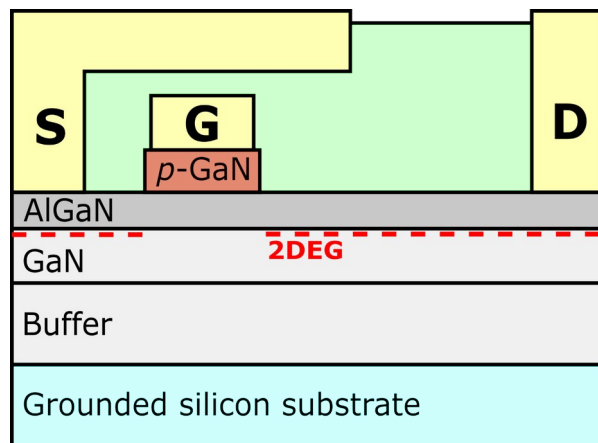 S
G
D
p-GaN
AlGaN
2DEG
GaN
Buffer
Grounded silicon substrate